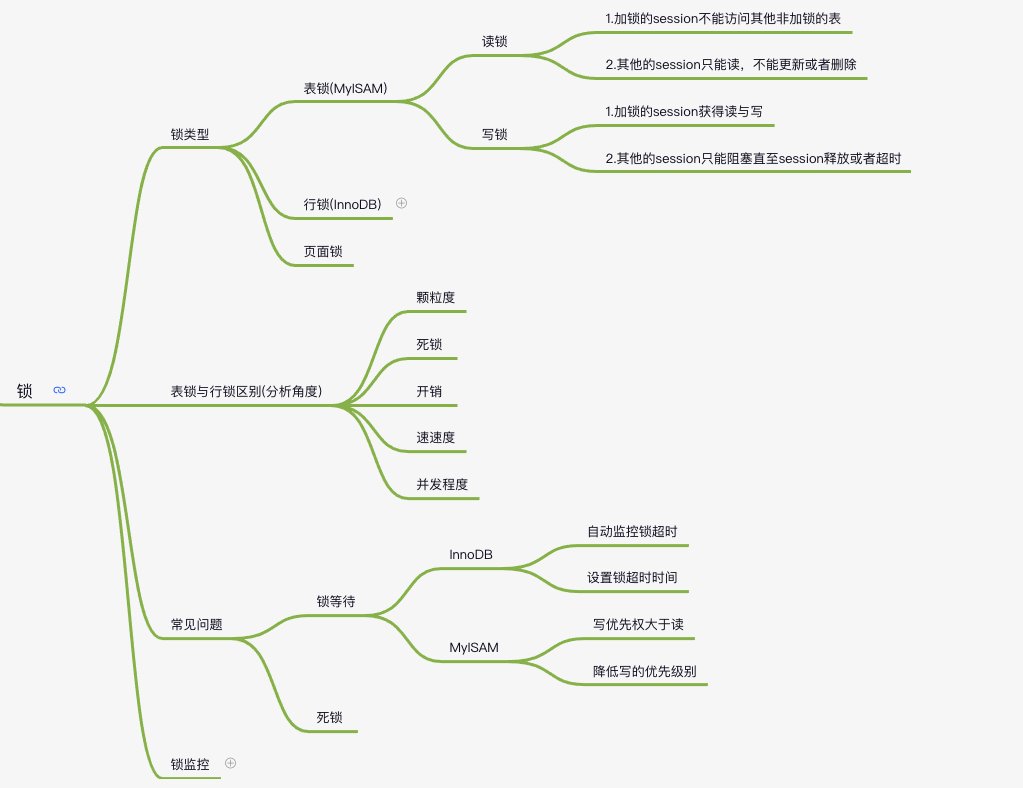 锁
锁类型
表锁(MyISAM)
读锁
1.加锁的session不能访问其他非加锁的表
2.其他的session只能读，不能更新或者删除
写锁
1.加锁的session获得读与写
2.其他的session只能阻塞直至session释放或者超时
行锁(InnoDB)
页面锁
表锁与行锁区别(分析角度)
颗粒度
死锁
开销
速速度
并发程度
常见问题
锁等待
InnoDB
自动监控锁超时
设置锁超时时间
MyISAM
写优先权大于读
降低写的优先级别
死锁
锁监控